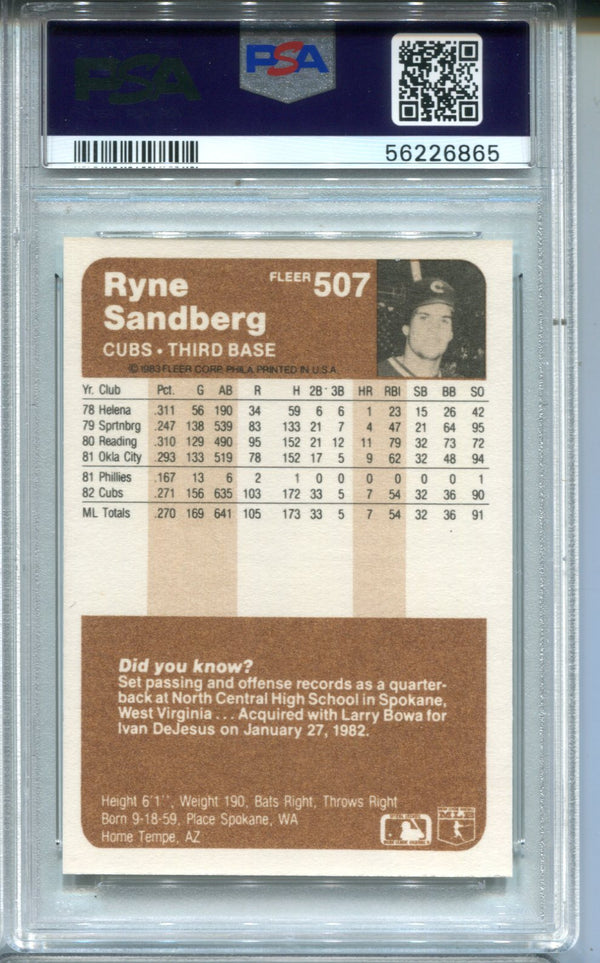 PSA
PSA
56226865
Ryne
Sandberg
FLEER 507
CUBS • THIRD BASE
© 1983 FLEER CORP. PHILA. PRINTED IN U.S.A.
Yr. Club Pct. G AB R H 2B 3B HR RBI SB BB SO
78 Helena .311 56 190 34 59 6 6 1 23 15 26 42
79 Sprtnbrg .247 138 539 83 133 21 7 4 47 21 64 95
80 Reading .310 129 490 95 152 21 12 11 79 32 73 72
81 Okla City .293 133 519 78 152 17 5 9 62 32 48 94
81 Phillies .167 13 6 2 1 0 0 0 0 0 0 1
82 Cubs .271 156 635 103 172 33 5 7 54 32 36 90
ML Totals .270 169 641 105 173 33 5 7 54 32 36 91
Did you know?
Set passing and offense records as a quarter-
back at North Central High School in Spokane,
West Virginia ... Acquired with Larry Bowa for
Ivan DeJesus on January 27, 1982.
Height 6'1'', Weight 190, Bats Right, Throws Right
Born 9-18-59, Place Spokane, WA
Home Tempe, AZ
MLB